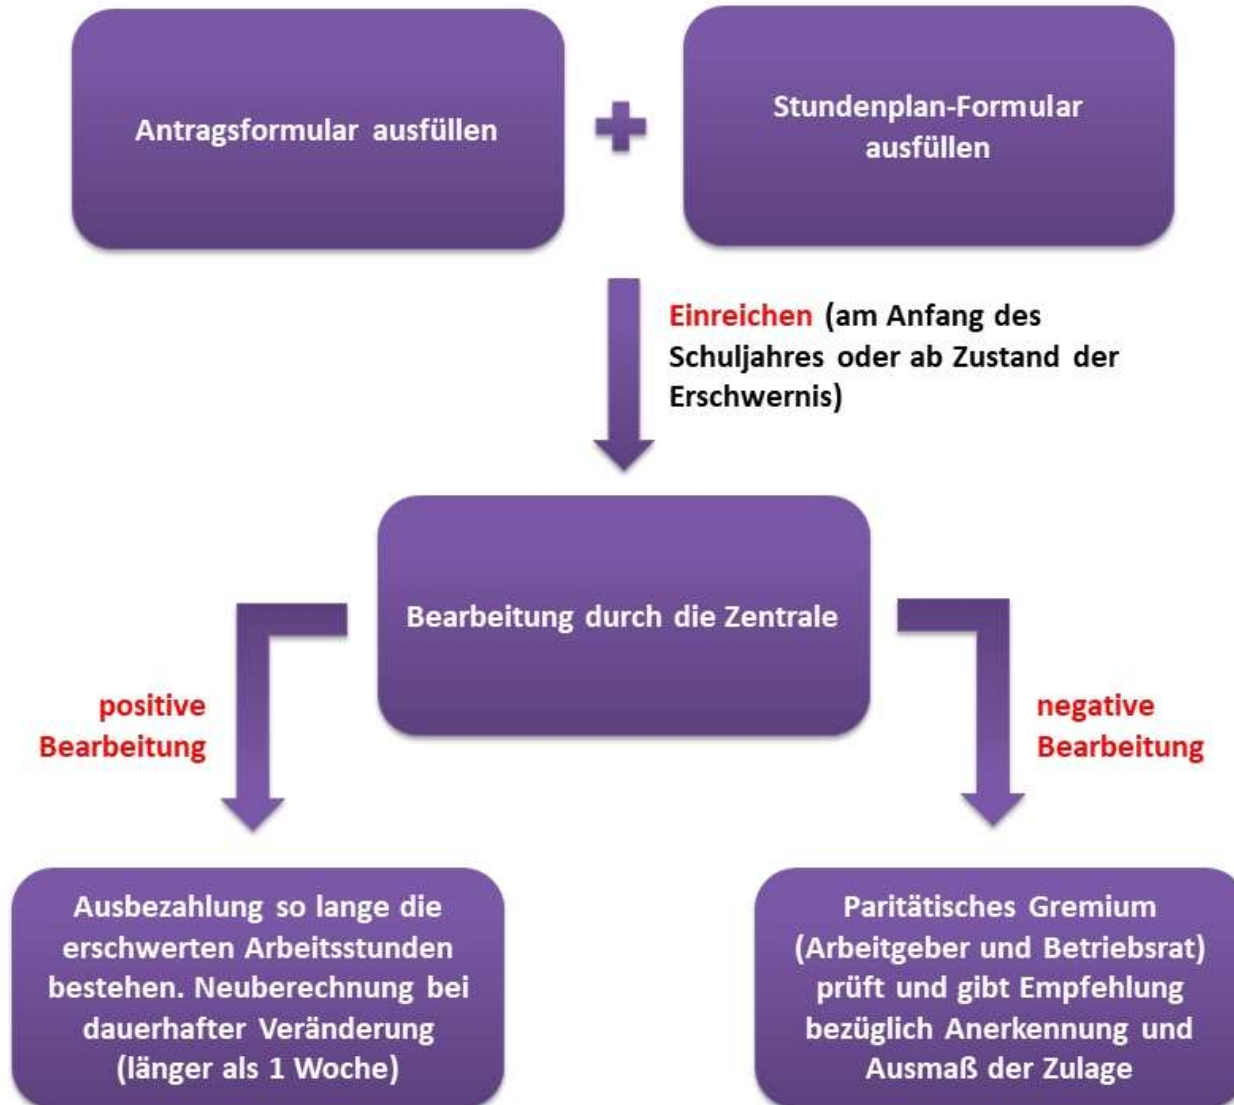 Antragsformular ausfüllen
Stundenplan-Formular
ausfüllen
Einreichen (am Anfang des
Schuljahres oder ab Zustand der
Erschwernis)
Bearbeitung durch die Zentrale
positive
Bearbeitung
negative
Bearbeitung
Ausbezahlung so lange die
erschwerten Arbeitsstunden
bestehen. Neuberechnung bei
dauerhafter Veränderung
(länger als 1 Woche)
Paritätisches Gremium
(Arbeitgeber und Betriebsrat)
prüft und gibt Empfehlung
bezüglich Anerkennung und
Ausmaß der Zulage